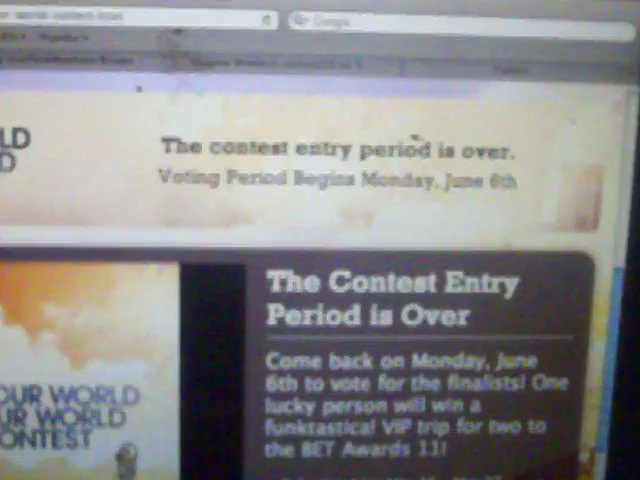 Google
LD
D
The contest entry period is over.
Voting Period Begins Monday, June 6th
The Contest Entry
Period is Over
Come back on Monday, June
6th to vote for the finalists! One
lucky person will win a
funktastical VIP trip for two to
the BET Awards 11!
OUR WORLD
UR WORLD
ONTEST